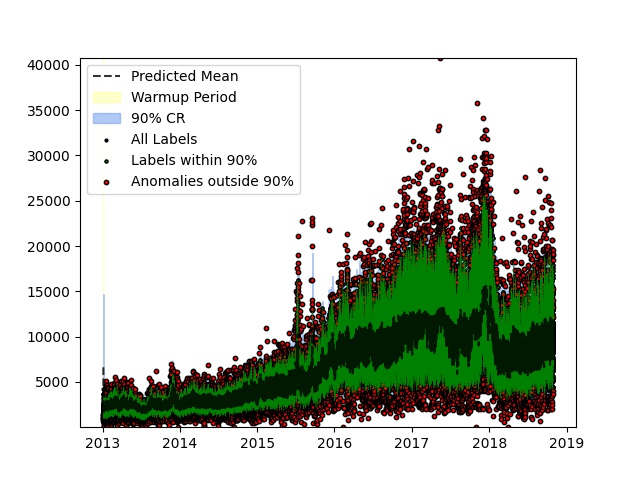 40000
35000
30000
25000
20000
15000
10000
5000
Predicted Mean
Warmup Period
90% CR
All Labels
Labels within 90%
Anomalies outside 90%
2013 2014 2015 2016 2017 2018 2019